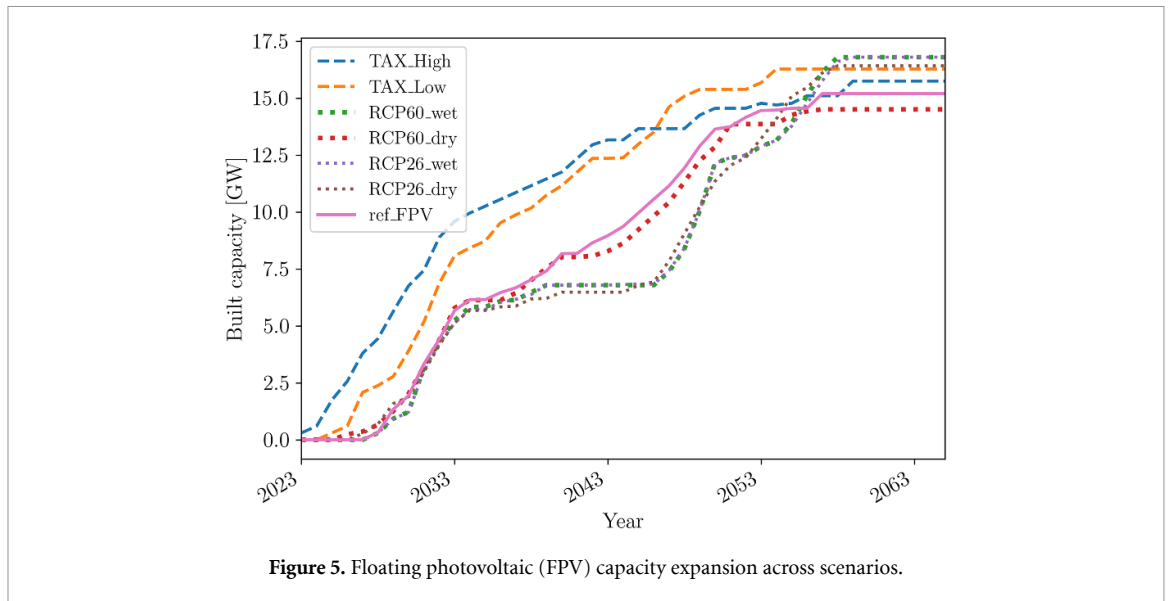 17.5
15.0
12.5
10.0
7.5
5.0
2.5
0.0
Built capacity [GW]
TAX_High
TAX_Low
RCP60_wet
RCP60_dry
RCP26_wet
RCP26_dry
ref_FPV
2023
2033
2043
2053
2063
Year
Figure 5. Floating photovoltaic (FPV) capacity expansion across scenarios.